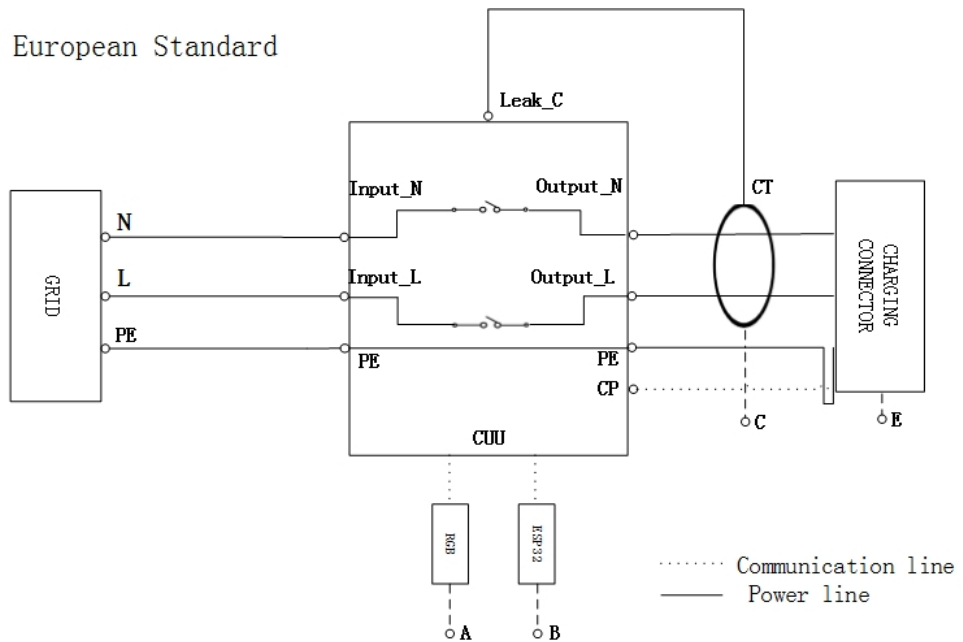 European Standard
Leak_C
Input_N
Output_N
CT
N
GRID
L
Input_L
Output_L
CHARGING
CONNECTOR
PE
PE
PE
CP
C
E
CUU
RGB
ESP32
A
B
Communication line
Power line